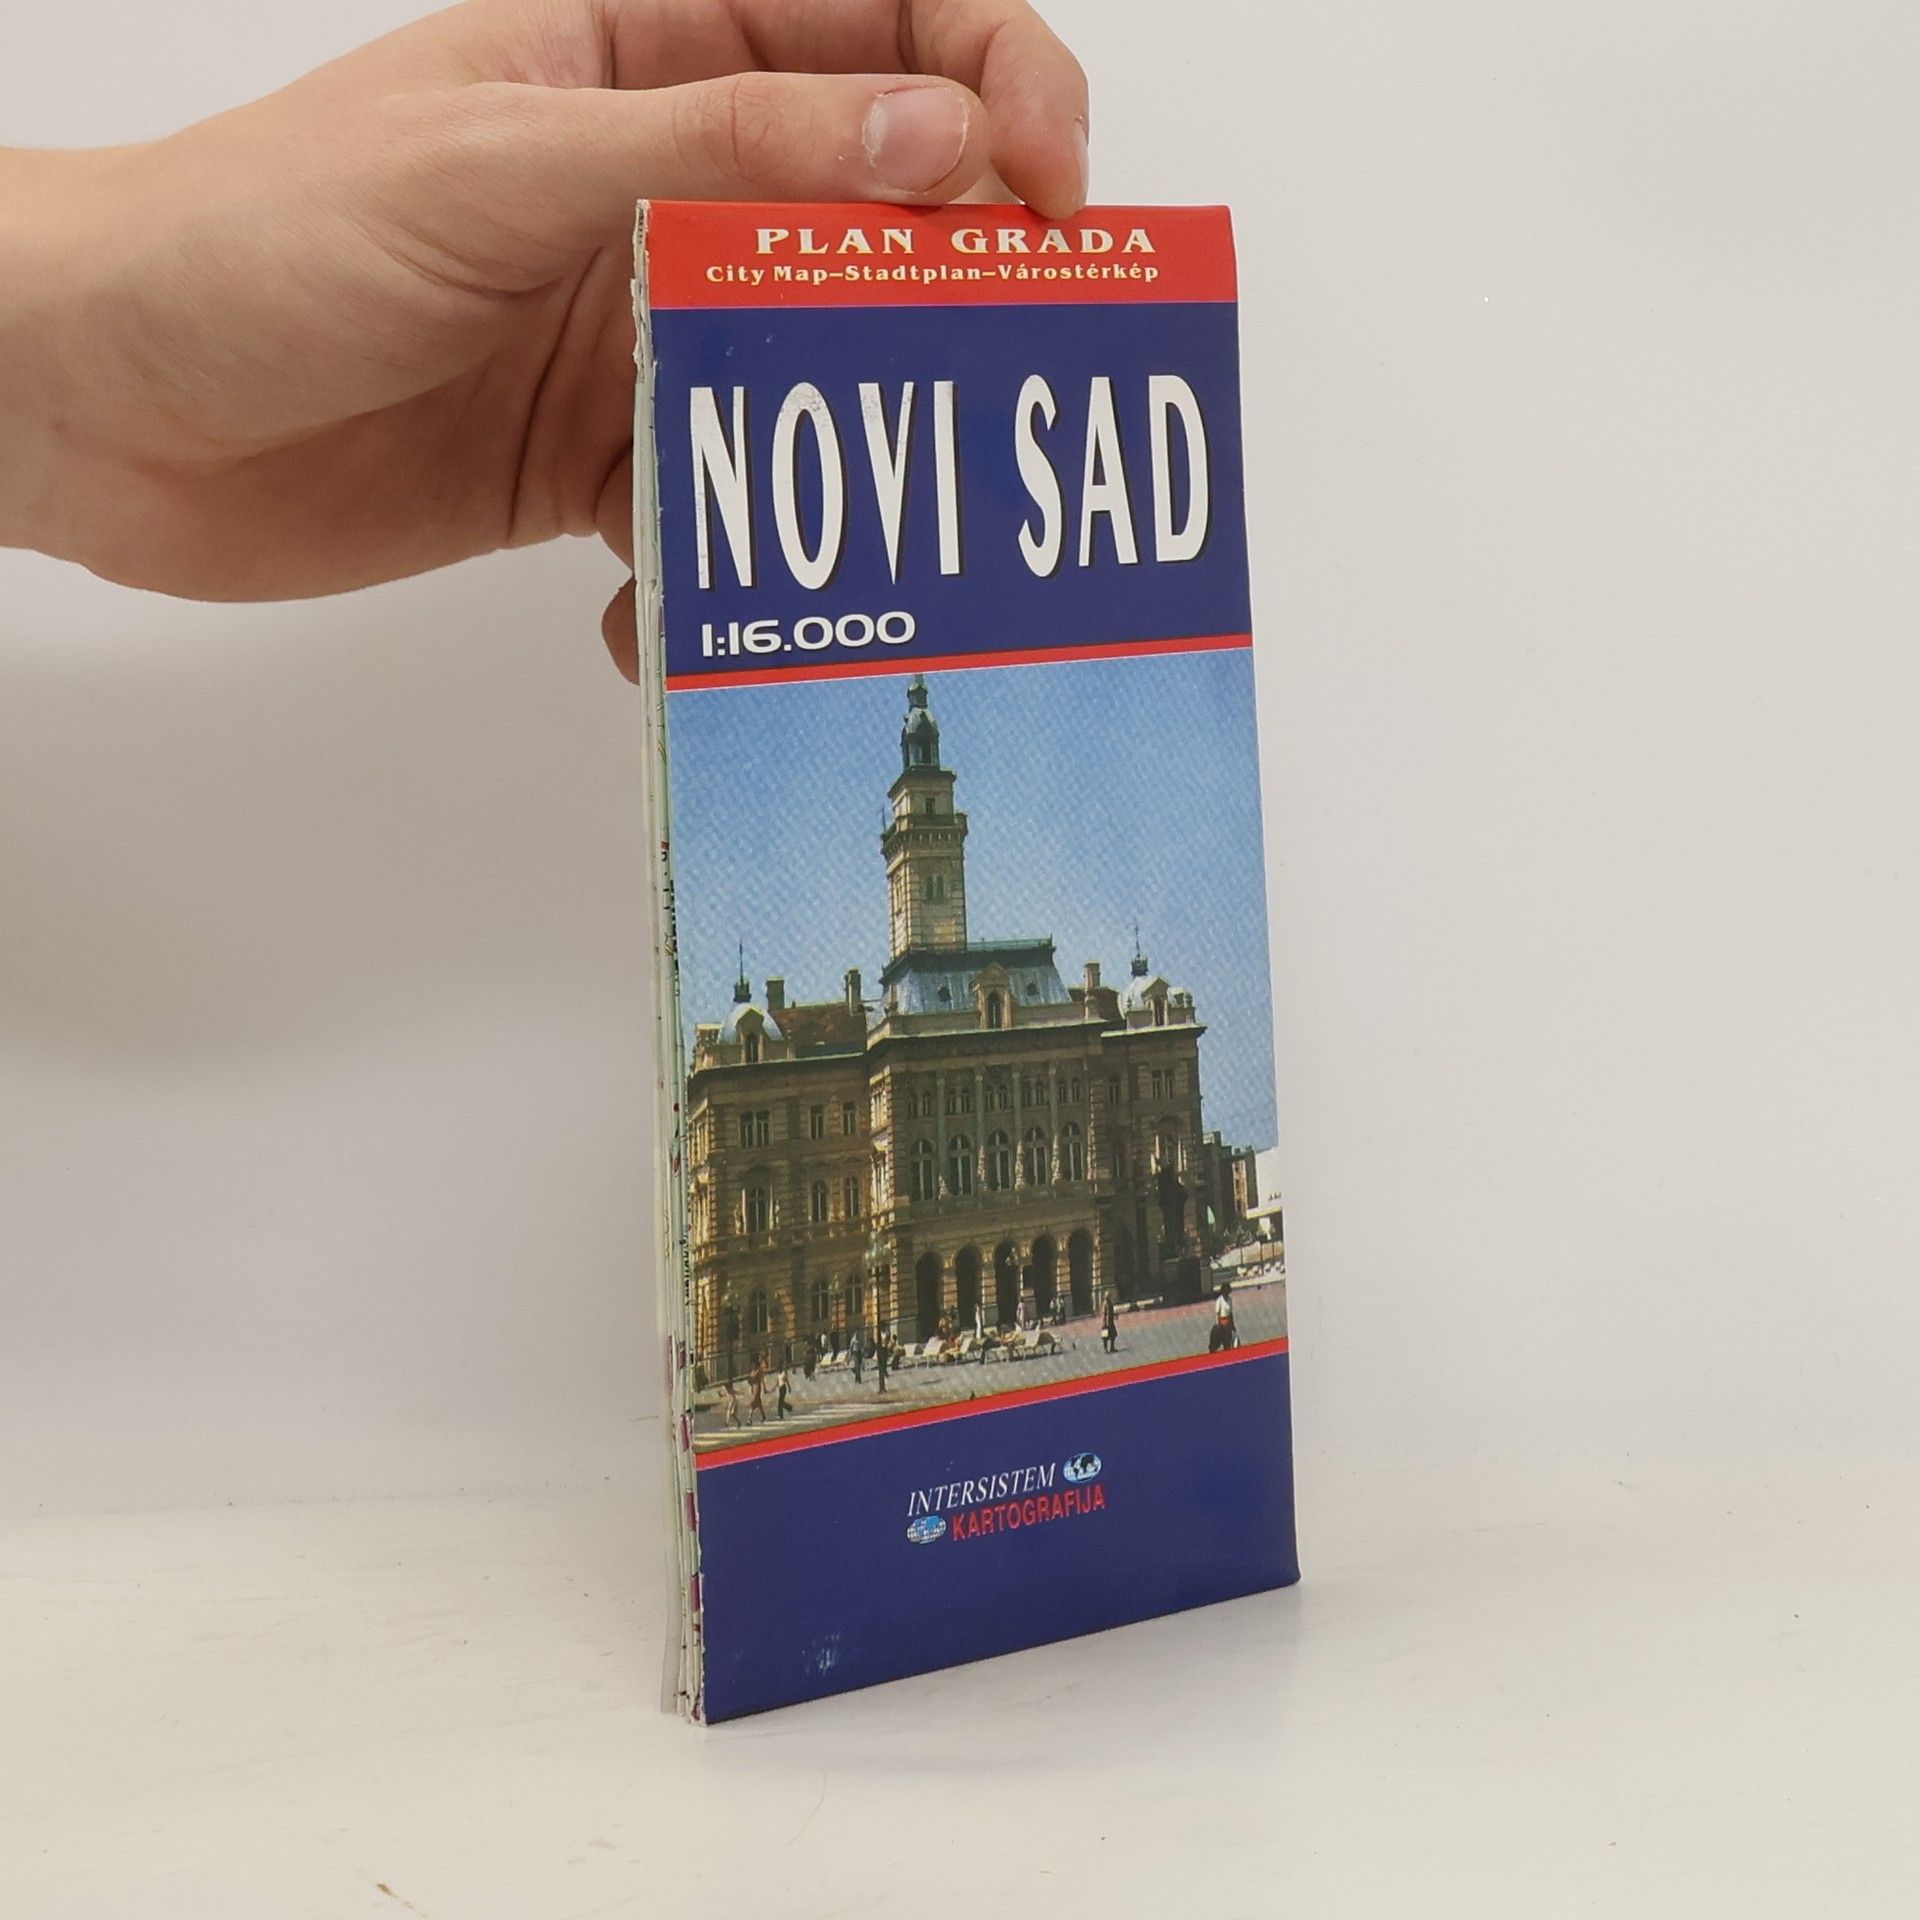 PLAN GRADA
City Map–Stadtplan–Várostérkép
NOVI SAD
1:16.000
INTERSISTEM
KARTOGRAFIJA